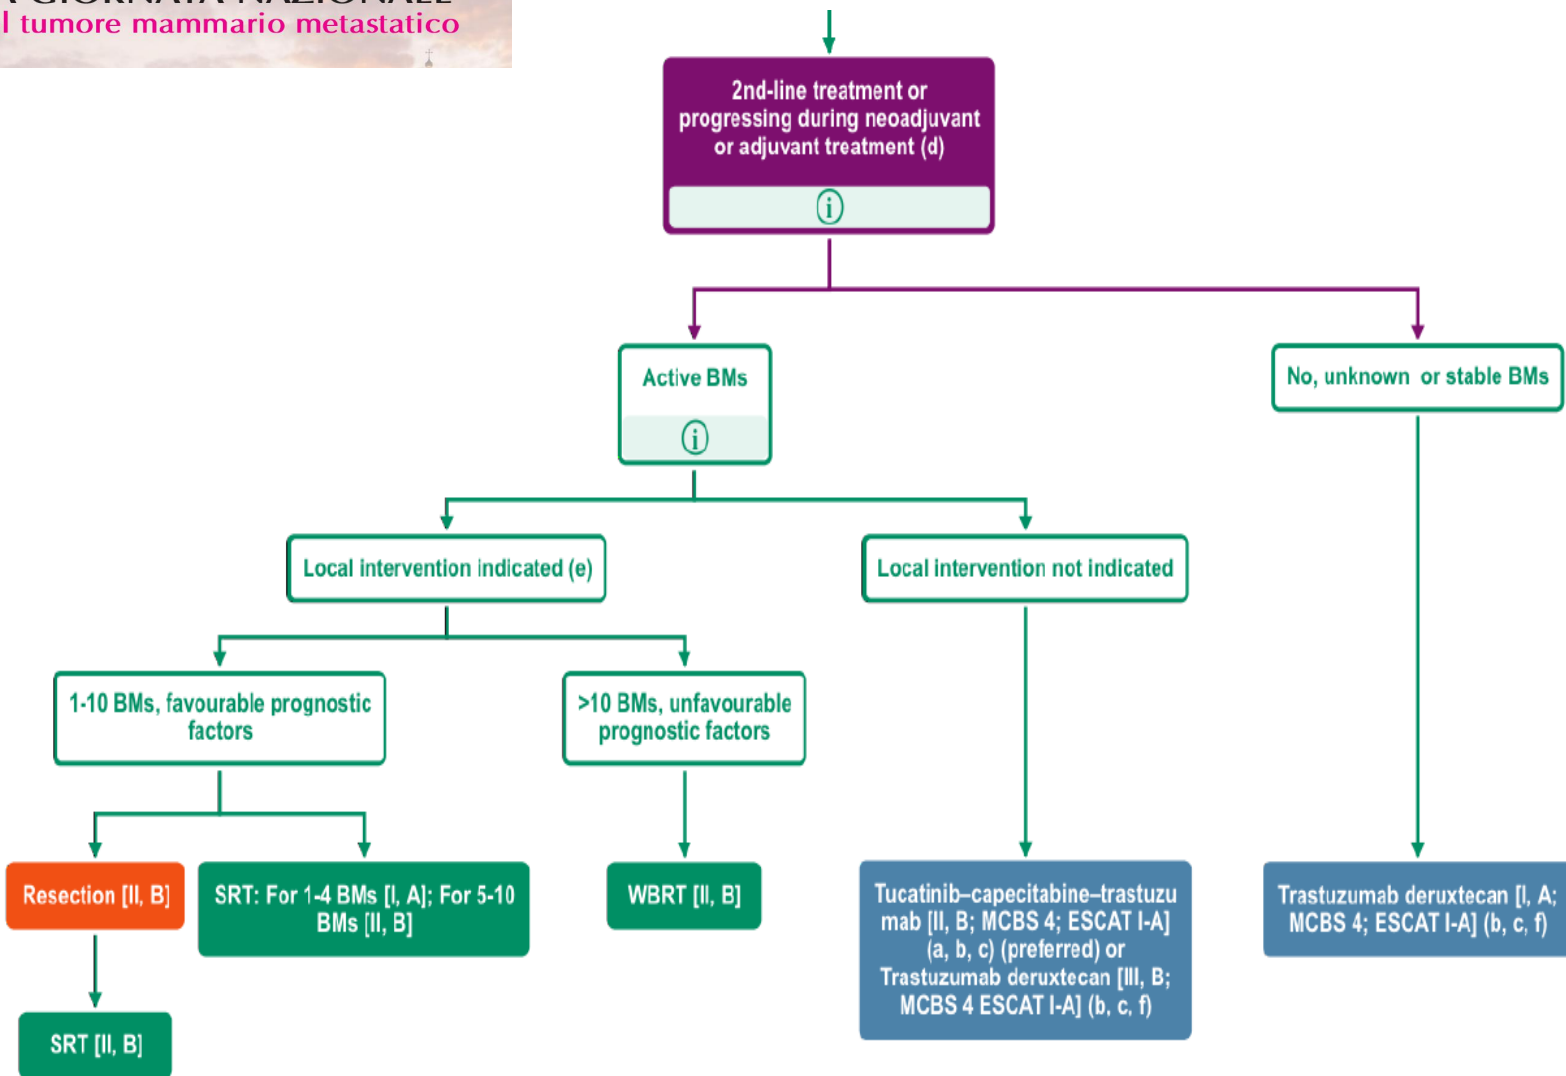 A GIORNATA NAZIONALE
l tumore mammario metastatico
2nd-line treatment or
progressing during neoadjuvant
or adjuvant treatment (d)
i
Active BMs
i
No, unknown or stable BMs
Local intervention indicated (e)
Local intervention not indicated
1-10 BMs, favourable prognostic
factors
>10 BMs, unfavourable
prognostic factors
Resection [II, B]
SRT: For 1-4 BMs [I, A]; For 5-10
BMs [II, B]
WBRT [II, B]
Tucatinib–capecitabine–trastuzu
mab [II, B; MCBS 4; ESCAT I-A]
(a, b, c) (preferred) or
Trastuzumab deruxtecan [III, B;
MCBS 4 ESCAT I-A] (b, c, f)
Trastuzumab deruxtecan [I, A;
MCBS 4; ESCAT I-A] (b, c, f)
SRT [II, B]